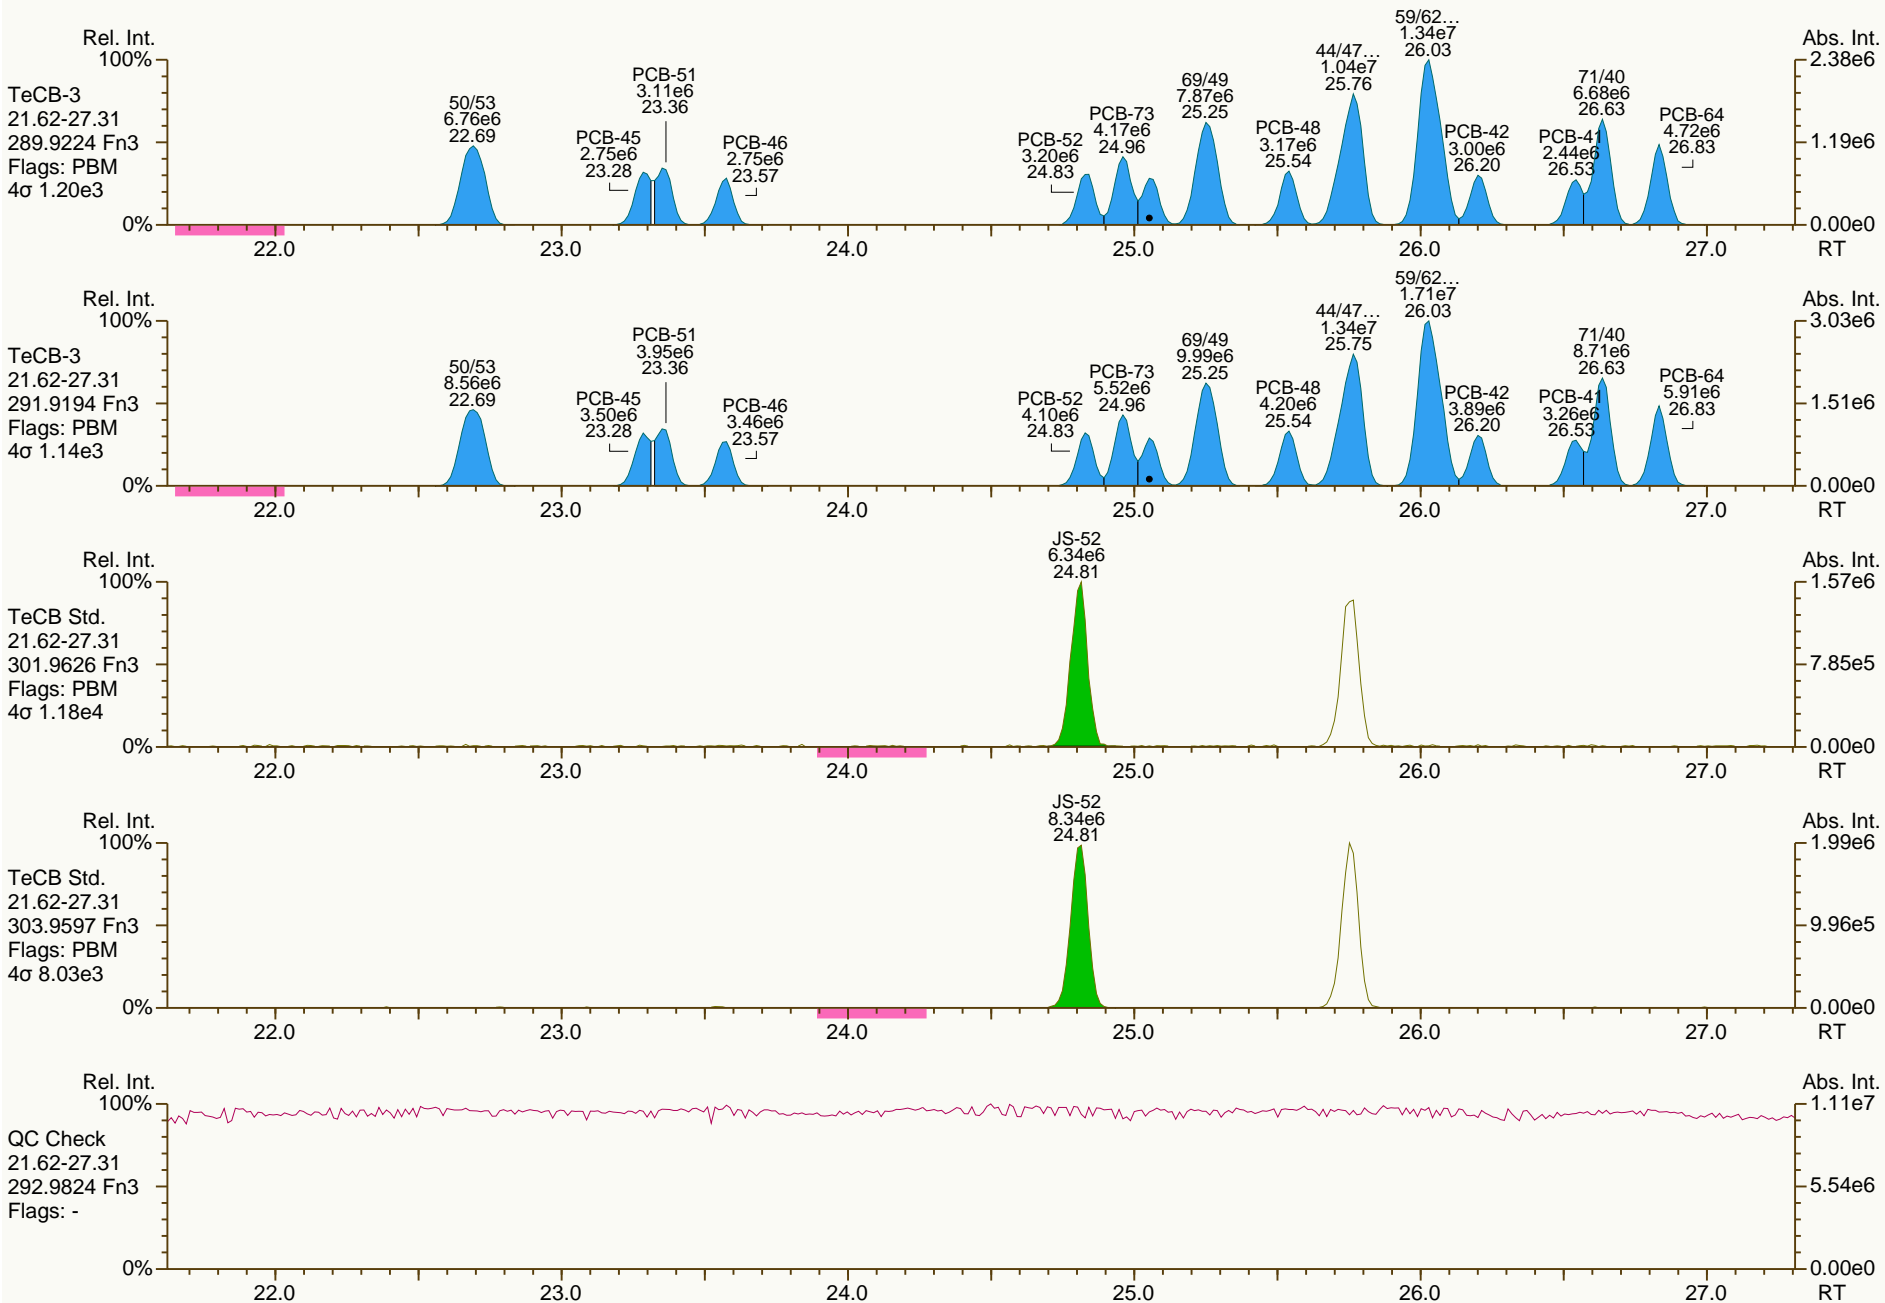 Rel. Int.
100%
0%
TeCB-3
21.62-27.31
289.9224 Fn3
Flags: PBM
4σ 1.20e3
50/53
6.76e6
22.69
PCB-45
2.75e6
23.28
PCB-51
3.11e6
23.36
PCB-46
2.75e6
23.57
PCB-52
3.20e6
24.83
PCB-73
4.17e6
24.96
69/49
7.87e6
25.25
PCB-48
3.17e6
25.54
44/47...
1.04e7
25.76
59/62...
1.34e7
26.03
PCB-42
3.00e6
26.20
PCB-41
2.44e6
26.53
71/40
6.68e6
26.63
PCB-64
4.72e6
26.83
Abs. Int.
2.38e6
1.19e6
0.00e0
22.0 23.0 24.0 25.0 26.0 27.0 RT
Rel. Int.
100%
0%
TeCB-3
21.62-27.31
291.9194 Fn3
Flags: PBM
4σ 1.14e3
50/53
8.56e6
22.69
PCB-45
3.50e6
23.28
PCB-51
3.95e6
23.36
PCB-46
3.46e6
23.57
PCB-52
4.10e6
24.83
PCB-73
5.52e6
24.96
69/49
9.99e6
25.25
PCB-48
4.20e6
25.54
44/47...
1.34e7
25.75
59/62...
1.71e7
26.03
PCB-42
3.89e6
26.20
PCB-41
3.26e6
26.53
71/40
8.71e6
26.63
PCB-64
5.91e6
26.83
Abs. Int.
3.03e6
1.51e6
0.00e0
22.0 23.0 24.0 25.0 26.0 27.0 RT
Rel. Int.
100%
0%
TeCB Std.
21.62-27.31
301.9626 Fn3
Flags: PBM
4σ 1.18e4
JS-52
6.34e6
24.81
Abs. Int.
1.57e6
7.85e5
0.00e0
22.0 23.0 24.0 25.0 26.0 27.0 RT
Rel. Int.
100%
0%
TeCB Std.
21.62-27.31
303.9597 Fn3
Flags: PBM
4σ 8.03e3
JS-52
8.34e6
24.81
Abs. Int.
1.99e6
9.96e5
0.00e0
22.0 23.0 24.0 25.0 26.0 27.0 RT
Rel. Int.
100%
0%
QC Check
21.62-27.31
292.9824 Fn3
Flags: -
Abs. Int.
1.11e7
5.54e6
0.00e0
22.0 23.0 24.0 25.0 26.0 27.0 RT